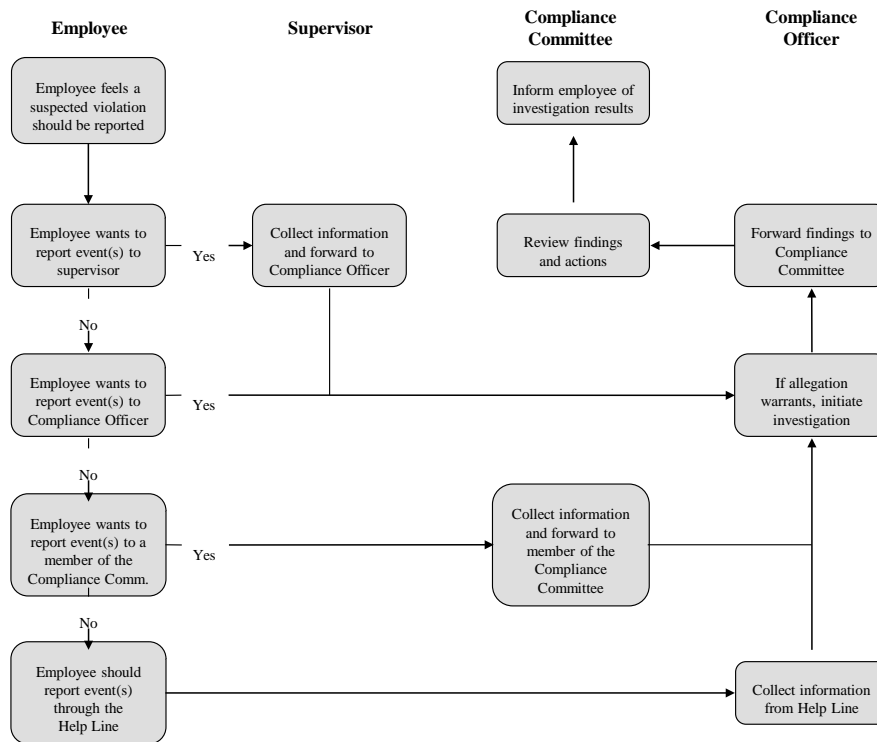 Employee
Supervisor
Compliance
Committee
Compliance
Officer
Employee feels a
suspected violation
should be reported
Inform employee of
investigation results
Employee wants to
report event(s) to
supervisor
Yes
Collect information
and forward to
Compliance Officer
Review findings
and actions
Forward findings to
Compliance
Committee
No
Employee wants to
report event(s) to
Compliance Officer
Yes
If allegation
warrants, initiate
investigation
No
Employee wants to
report event(s) to a
member of the
Compliance Comm.
Yes
Collect information
and forward to
member of the
Compliance
Committee
No
Employee should
report event(s)
through the
Help Line
Collect information
from Help Line